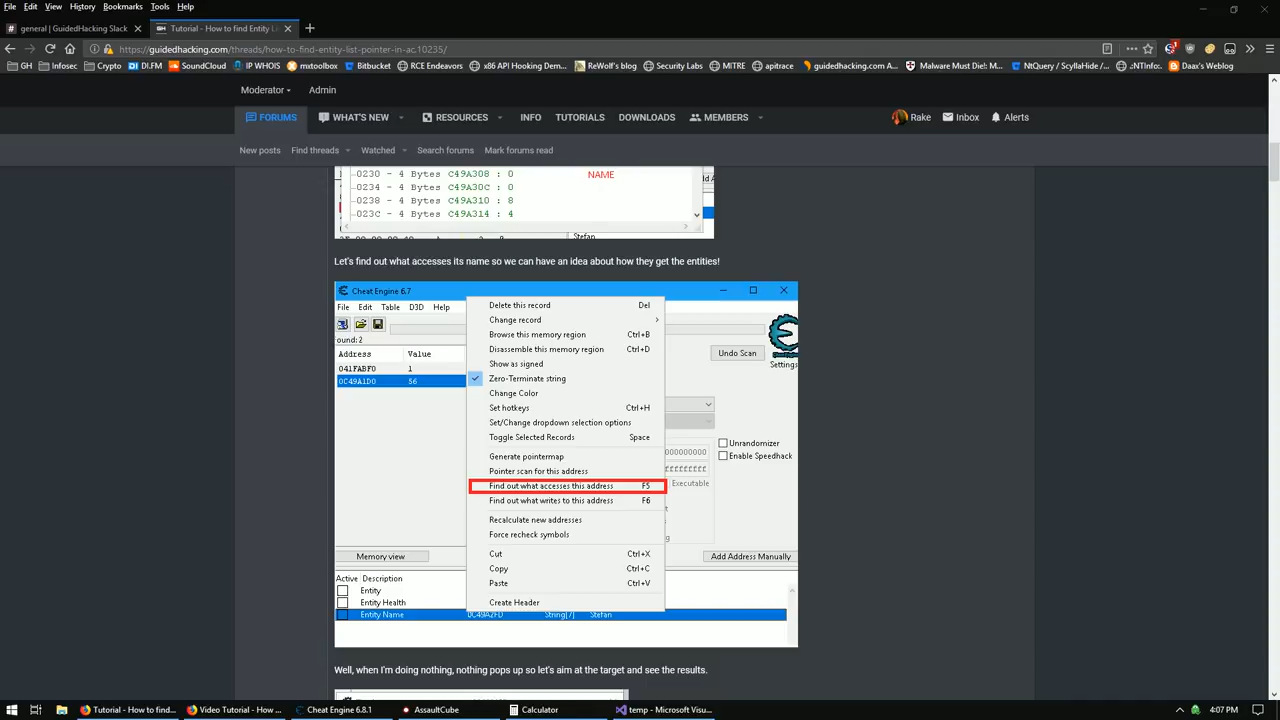 File Edit View History Bookmarks Tools Help
general | GuidedHacking Slack × Tutorial - How to find Entity Li ×
https://guidedhacking.com/threads/how-to-find-entity-list-pointer-in-ac.10235/
GH Infosec Crypto DI.FM SoundCloud IP WHOIS mxtoolbox Bitbucket RCE Endeavors x86 API Hooking Dem... ReWolf's blog Security Labs MITRE apitrace guidedhacking.com A... Malware Must Die!: M... NtQuery / ScyllaHide /... .:NTInfo:. Daax's Weblog
Moderator Admin
FORUMS WHAT'S NEW RESOURCES INFO TUTORIALS DOWNLOADS MEMBERS Rake Inbox Alerts
New posts Find threads Watched Search forums Mark forums read
0230 - 4 Bytes C49A308 : 0 NAME
0234 - 4 Bytes C49A30C : 0
0238 - 4 Bytes C49A310 : 8
023C - 4 Bytes C49A314 : 4
Stefan
Let's find out what accesses its name so we can have an idea about how they get the entities!
Cheat Engine 6.7
File Edit Table D3D Help
ound: 2
Address Value
041FABF0 1
0C49A1D0 56
Delete this record Del
Change record
Browse this memory region Ctrl+B
Disassemble this memory region Ctrl+D
Show as signed
Zero-Terminate string
Change Color
Set hotkeys Ctrl+H
Set/Change dropdown selection options
Toggle Selected Records Space
Generate pointermap
Pointer scan for this address
Find out what accesses this address F5
Find out what writes to this address F6
Recalculate new addresses
Force recheck symbols
Cut Ctrl+X
Copy Ctrl+C
Paste Ctrl+V
Create Header
Undo Scan
Settings
Unrandomizer
Enable Speedhack
Executable
Memory view
Add Address Manually
Active Description
Entity
Entity Health
Entity Name 0C49A2FD String[7] Stefan
Well, when I'm doing nothing, nothing pops up so let's aim at the target and see the results.
Tutorial - How to find... Video Tutorial - How ... Cheat Engine 6.8.1 AssaultCube Calculator temp - Microsoft Visu... 4:07 PM